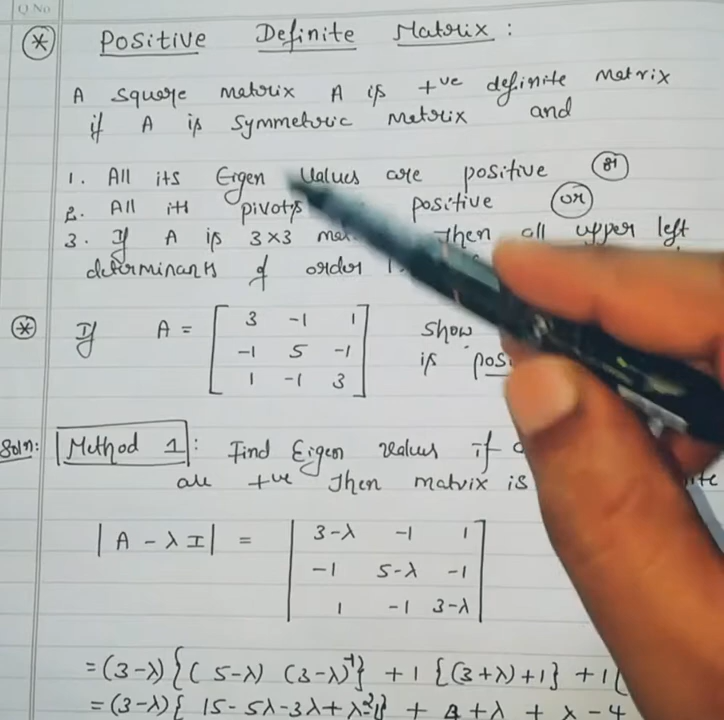 Q No
* Positive Definite Matrix :
A square matrix A is +ve definite matrix
if A is symmetric matrix and
1. All its Eigen Values are positive or
2. All its pivots positive or
3. If A is 3×3 Then all upper left
determinants of order
* If A = [ 3 -1 1 show
-1 5 -1 is
1 -1 3 ]
Soln: Method 1 : Find Eigen values if
are +ve Then matrix is
|A - λI| = | 3-λ -1 1
-1 5-λ -1
1 -1 3-λ |
= (3-λ) { (5-λ) (3-λ)-1 } + 1 { (3+λ) + 1 } + 1 {
= (3-λ) { 15 - 5λ - 3λ + λ² } + + λ + λ - 4